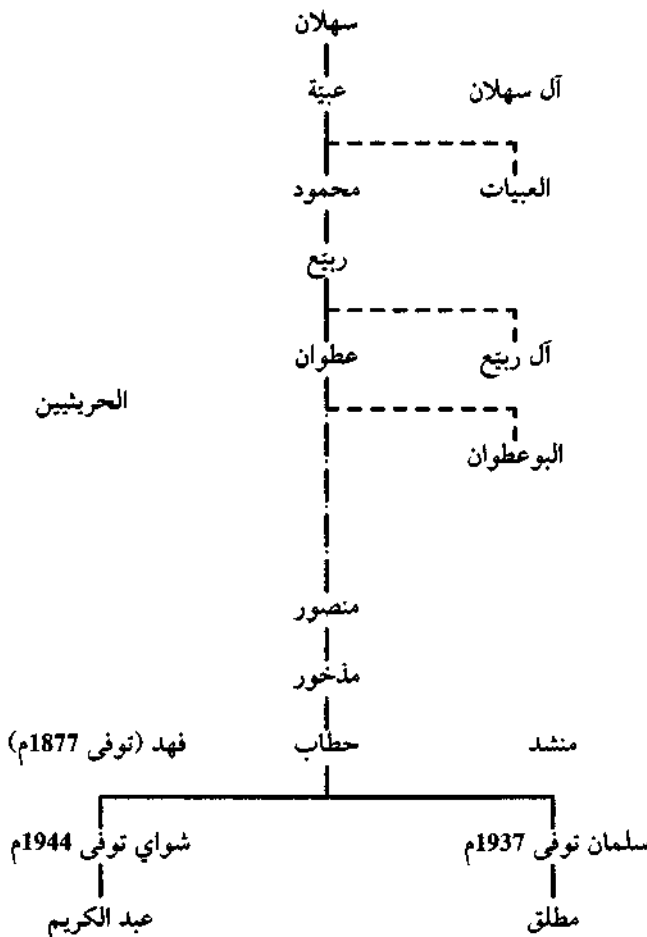 سهلان
آل سهلان عبيّة
العبيات محمود
ربيّع
آل ربيّع عطوان
الحريثيين
البوعطوان
منصور
مذخور
منشد حطاب فهد (توفى 1877م)
سلمان توفى 1937م شواي توفى 1944م
مطلق عبد الكريم